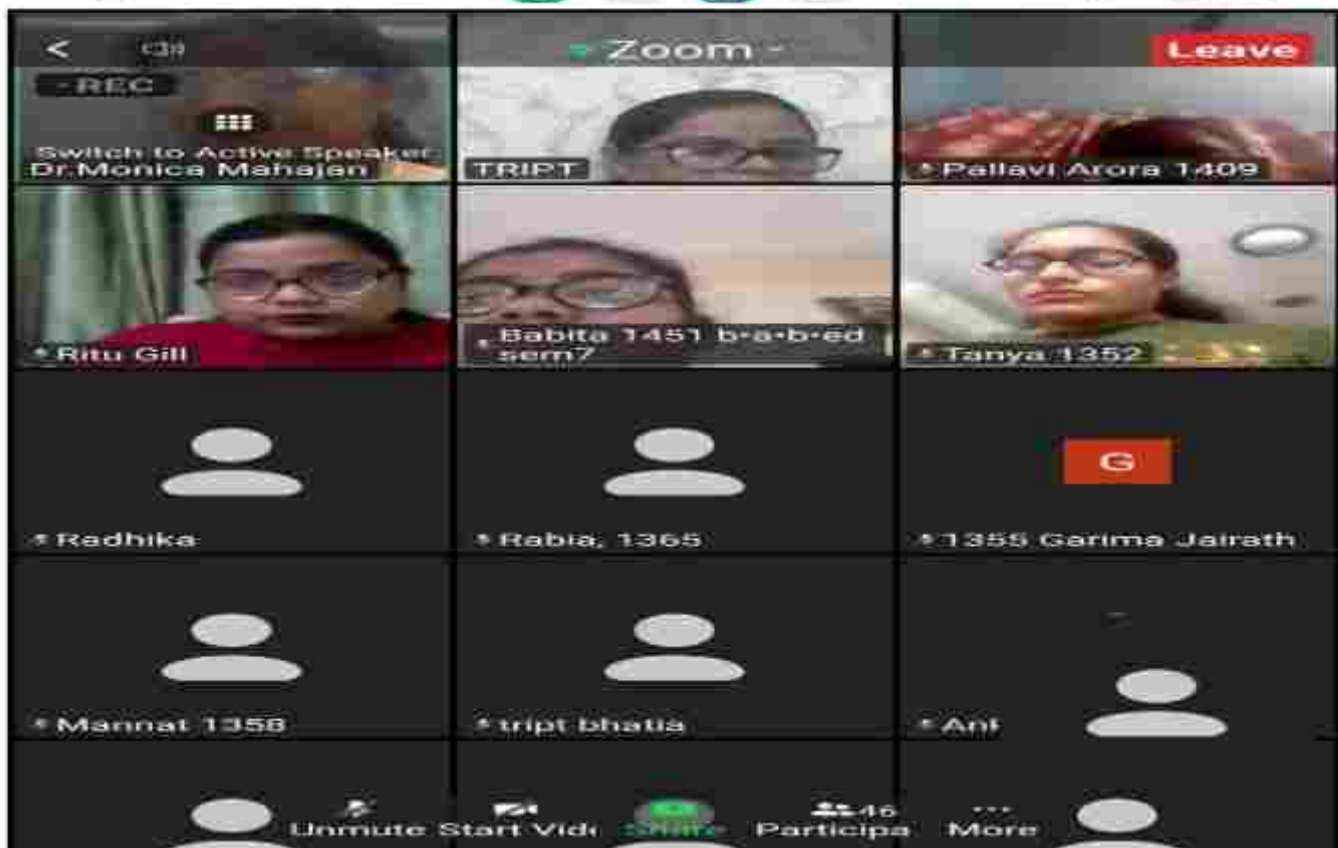 Zoom
Leave
REC
Switch to Active Speaker
Dr.Monica Mahajan
TRIPT
Pallavi Arora 1409
Ritu Gill
Babita 1451 b•a•b•ed
sem7
Tanya 1352
Radhika
Rabia, 1365
G
1355 Garima Jairath
Mannat 1358
tript bhatia
Unmute
Start Vid
Share
46
Participa
More